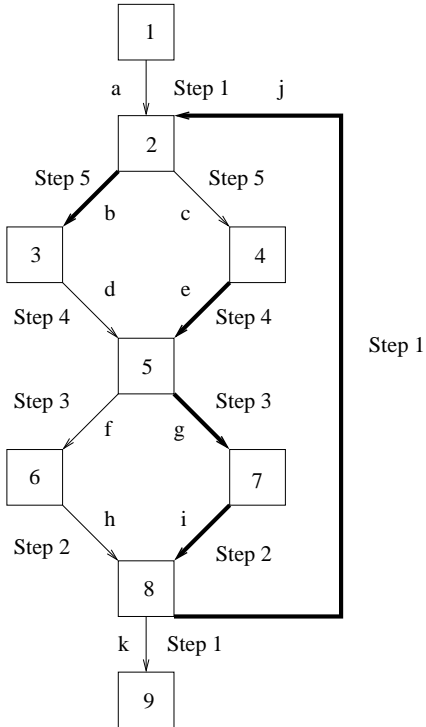 1
a Step 1 j
2
Step 5 Step 5
b c
3 4
d e
Step 4 Step 4
5
Step 1
Step 3 Step 3
f g
6 7
h i
Step 2 Step 2
8
k Step 1
9